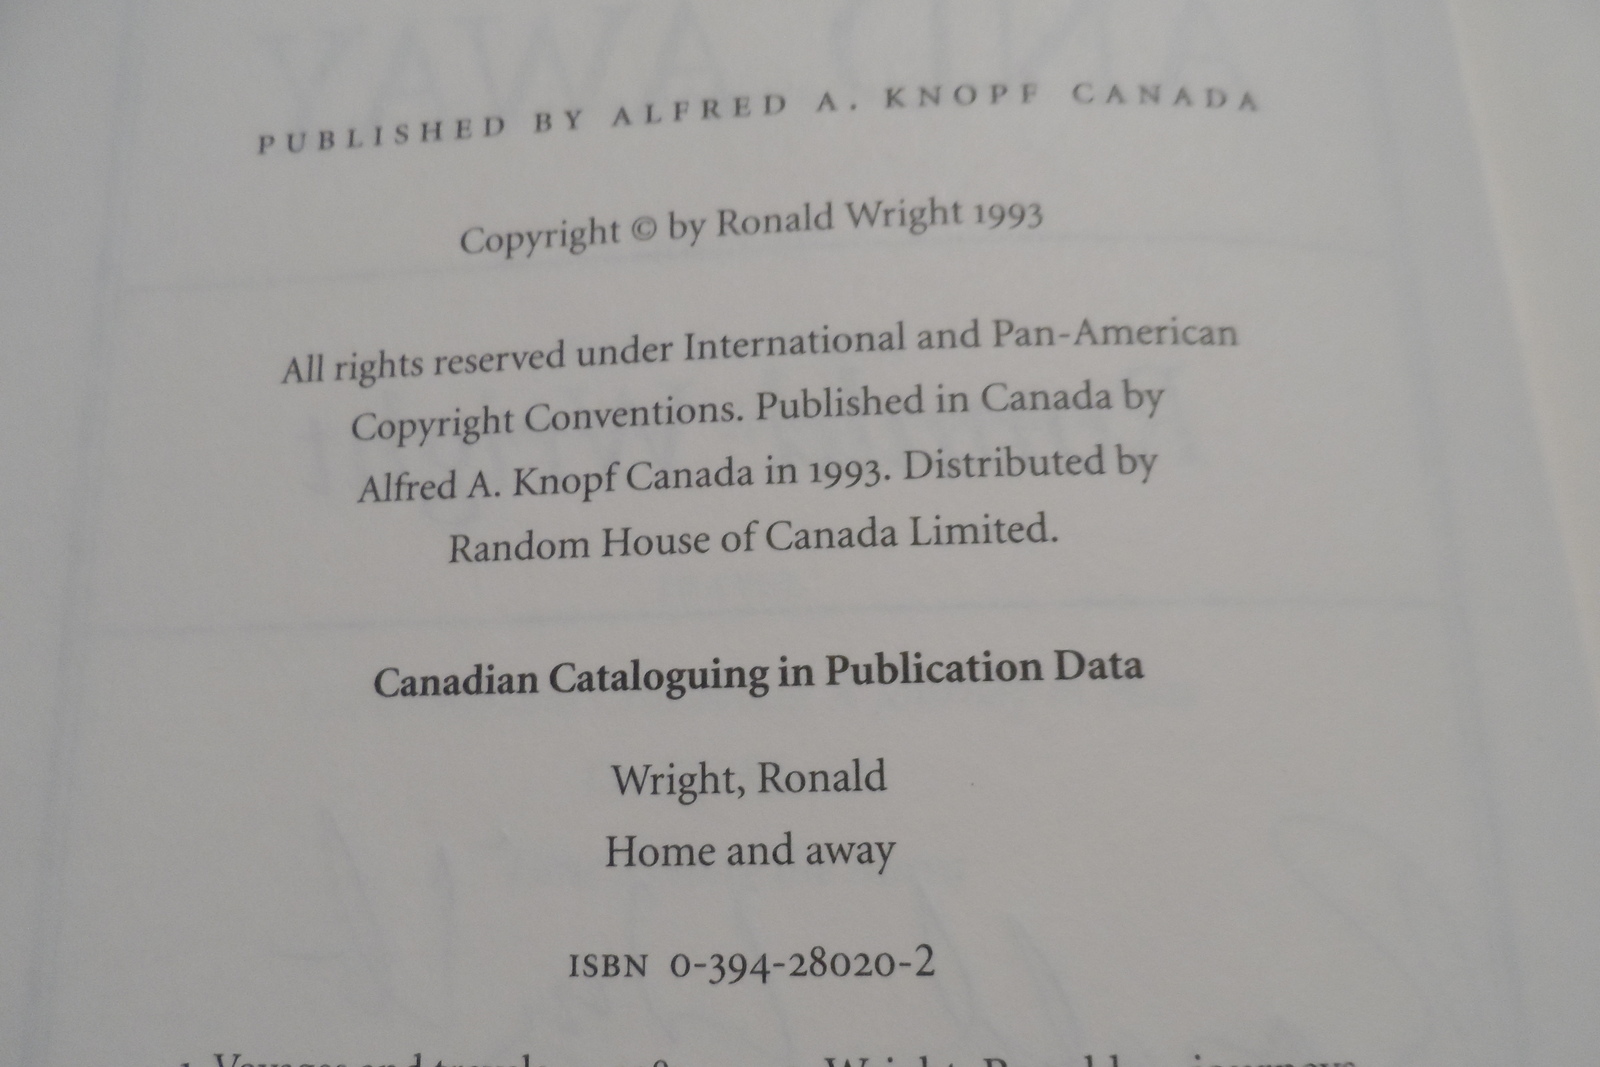 PUBLISHED BY ALFRED A. KNOPF CANADA
Copyright © by Ronald Wright 1993
All rights reserved under International and Pan-American
Copyright Conventions. Published in Canada by
Alfred A. Knopf Canada in 1993. Distributed by
Random House of Canada Limited.
Canadian Cataloguing in Publication Data
Wright, Ronald
Home and away
ISBN 0-394-28020-2